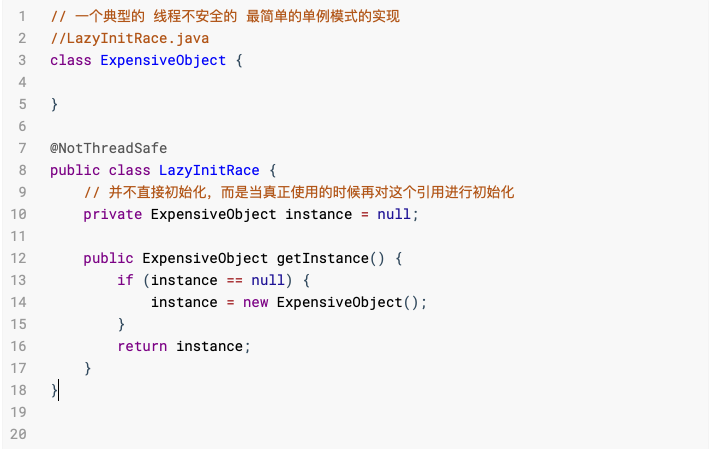 1 // 一个典型的 线程不安全的 最简单的单例模式的实现
2 //LazyInitRace.java
3 class ExpensiveObject {
4
5 }
6
7 @NotThreadSafe
8 public class LazyInitRace {
9     // 并不直接初始化，而是当真正使用的时候再对这个引用进行初始化
10     private ExpensiveObject instance = null;
11
12     public ExpensiveObject getInstance() {
13         if (instance == null) {
14             instance = new ExpensiveObject();
15         }
16         return instance;
17     }
18 }
19
20